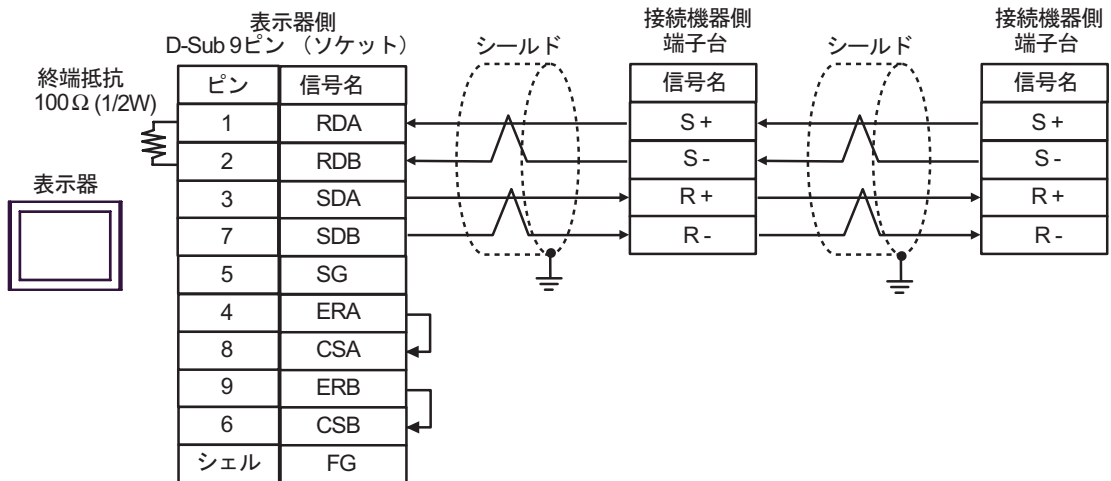 表示器側
D-Sub 9ピン （ソケット）
シールド
接続機器側
端子台
シールド
接続機器側
端子台
終端抵抗
100Ω (1/2W)
表示器
ピン 信号名
1 RDA
2 RDB
3 SDA
7 SDB
5 SG
4 ERA
8 CSA
9 ERB
6 CSB
シェル FG
信号名
S+
S-
R+
R-
信号名
S+
S-
R+
R-